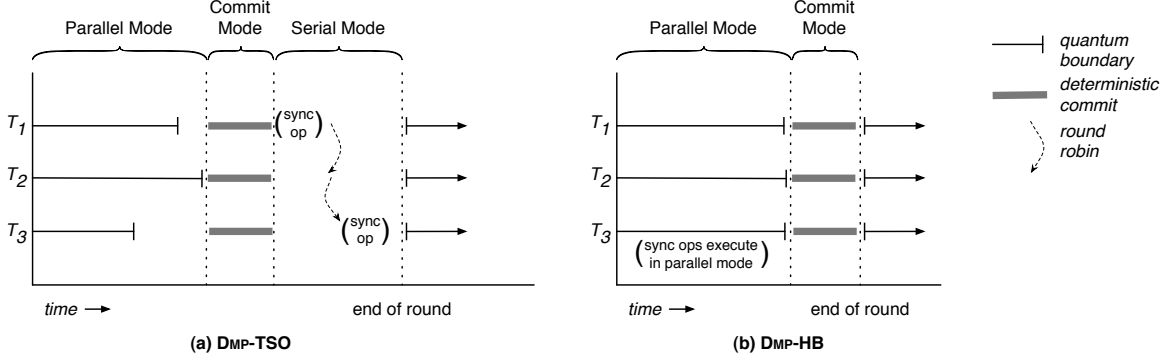 Parallel Mode
Commit
Mode
Serial Mode
T1
T2
T3
(sync
op)
(sync
op)
time
end of round
(a) DMP-TSO
Parallel Mode
Commit
Mode
T1
T2
T3
(sync ops execute
in parallel mode)
time
end of round
(b) DMP-HB
quantum
boundary
deterministic
commit
round
robin